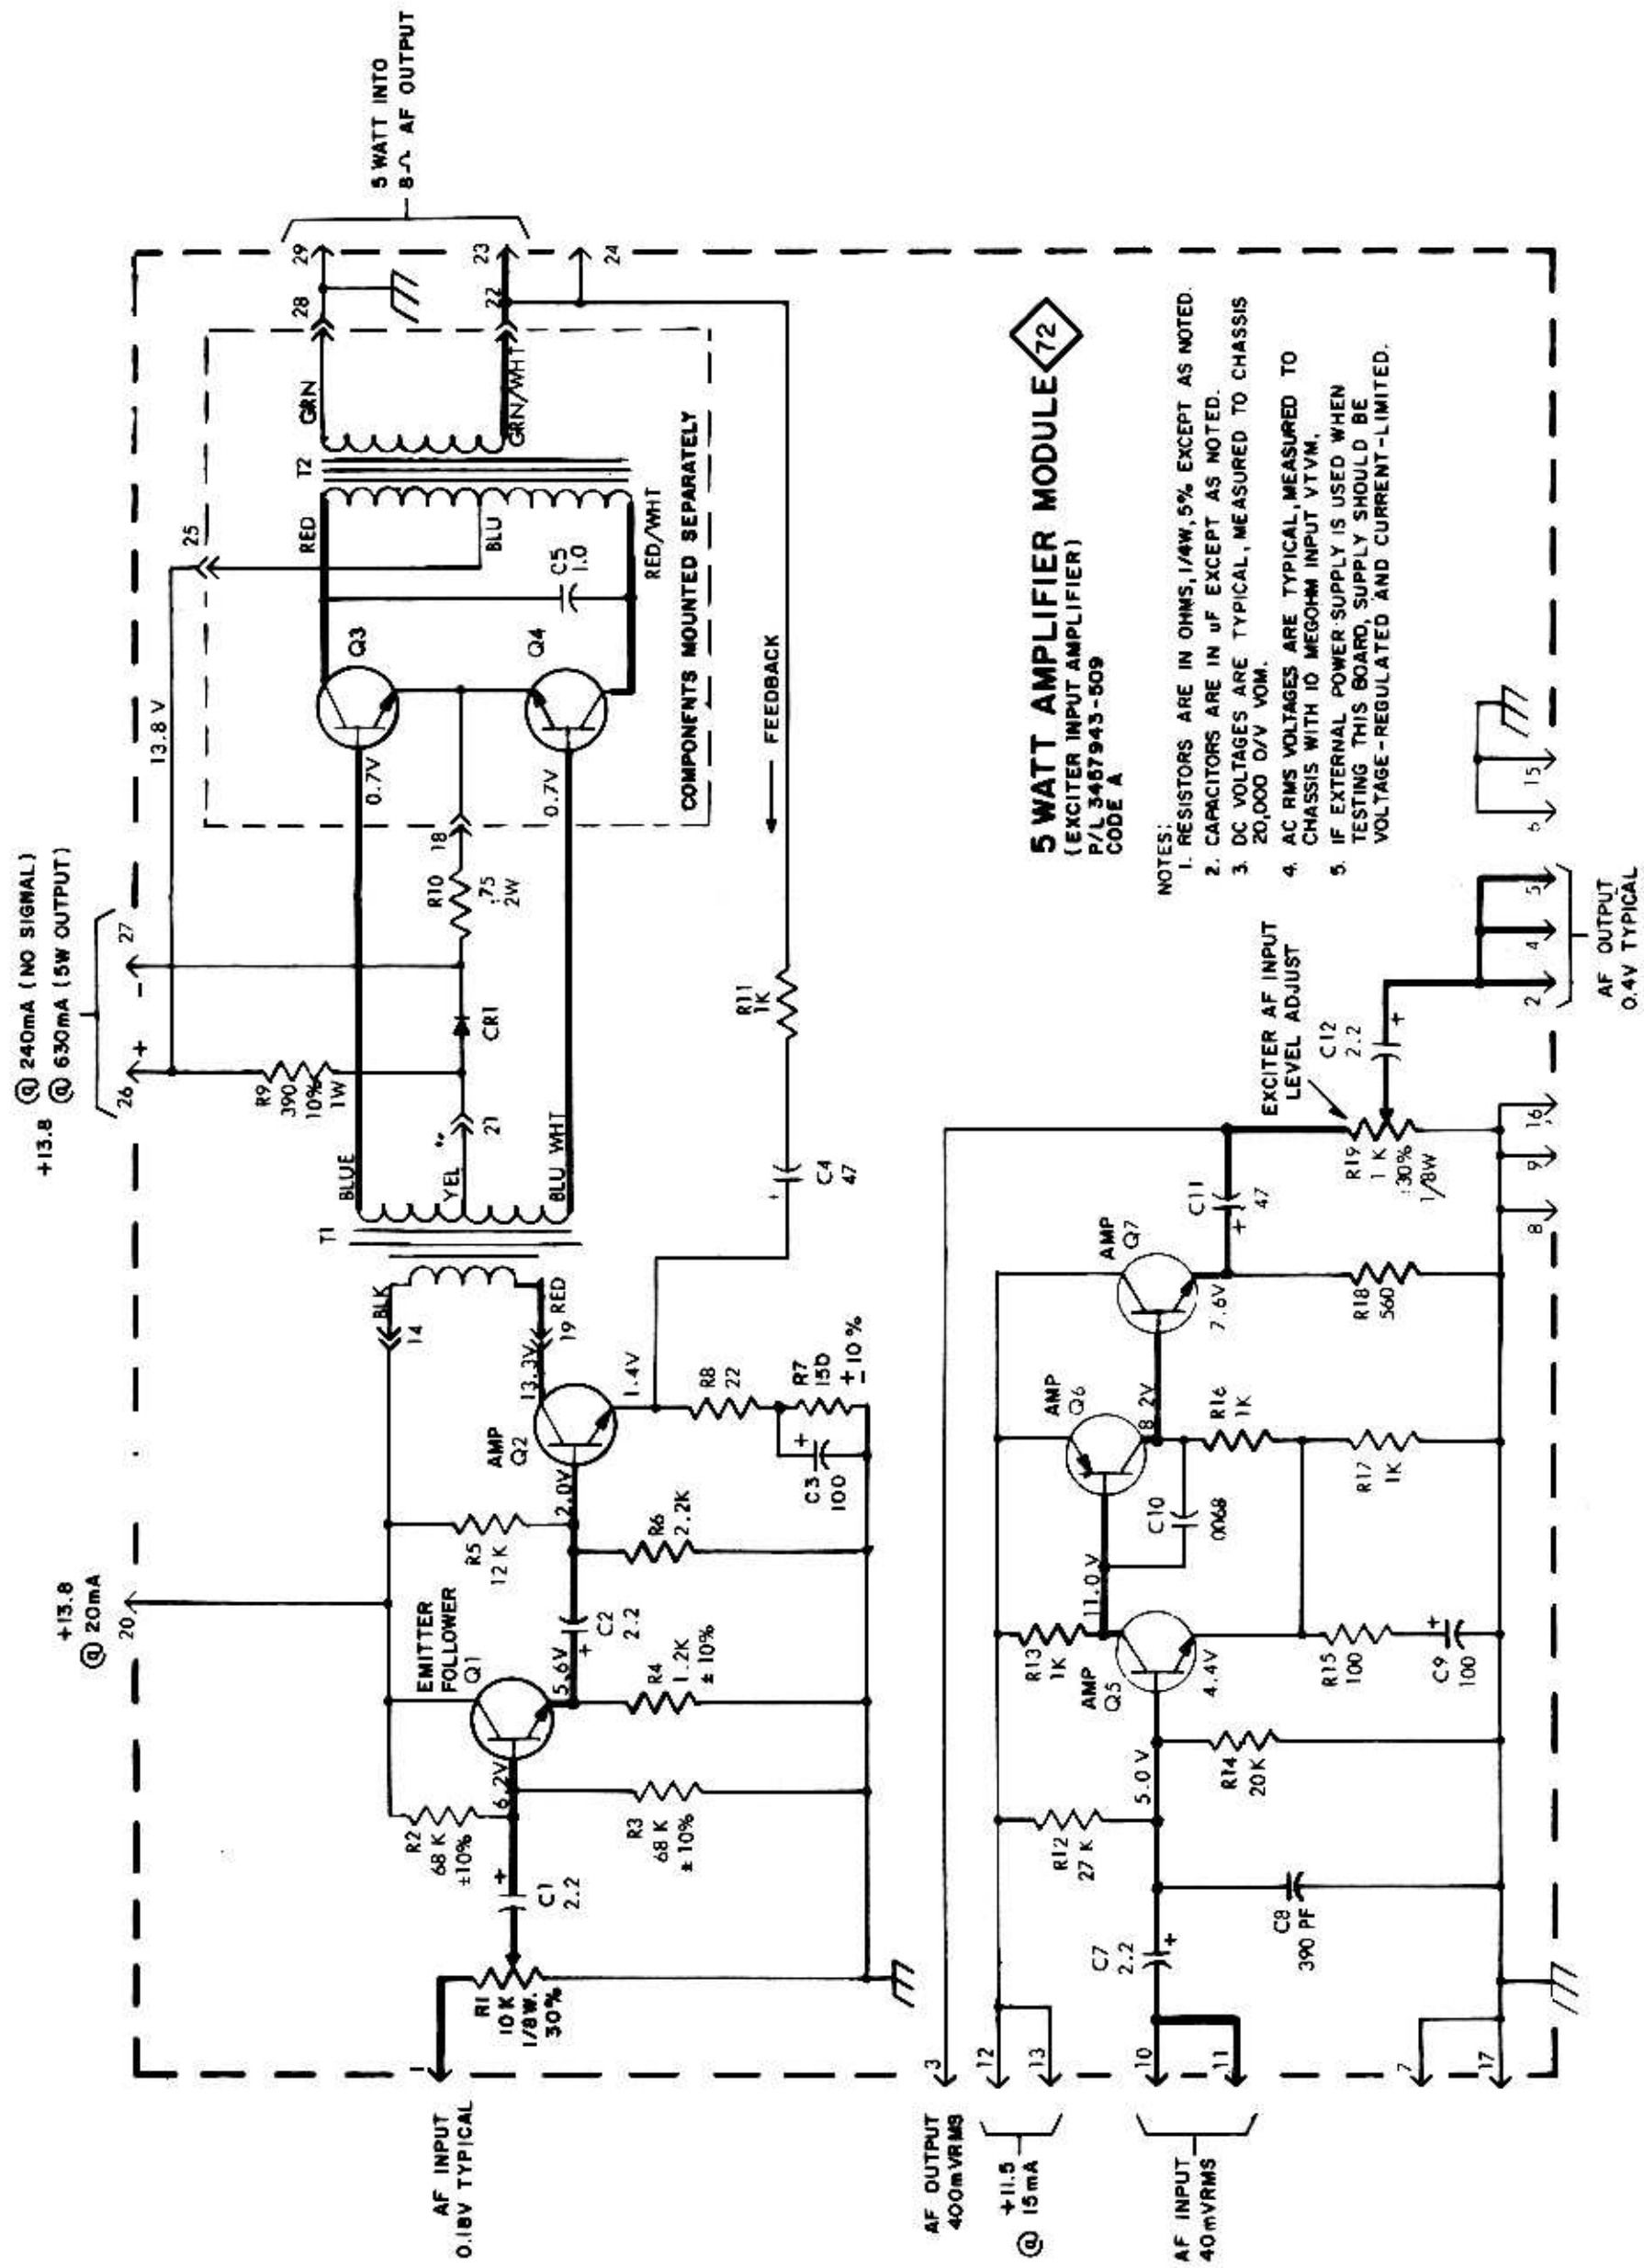 +13.8
@ 20mA
20
+13.8
@ 240mA (NO SIGNAL)
@ 630mA (5W OUTPUT)
26
+
-
27
13.8 V
25
5 WATT INTO
8Ω AF OUTPUT
29
28
23
22
24
AF INPUT
0.18V TYPICAL
1
R1
10K
1/8W.
30%
C1
2.2
+
R2
68 K
±10%
6.2V
R3
68 K
±10%
EMITTER
FOLLOWER
Q1
5.6V
R4
1.2K
±10%
+
C2
2.2
R5
12 K
2.0V
R6
2.2K
AMP
Q2
13.3V
1.4V
R8
22
R7
150
±10%
+
C3
100
BLK
14
RED
19
T1
BLUE
YEL
21
BLU WHT
R9
390
10%
1W
CR1
R10
.75
2W
18
0.7V
0.7V
Q3
Q4
RED
BLU
RED/WHT
C5
1.0
T2
GRN
GRN/WHT
COMPONENTS MOUNTED SEPARATELY
FEEDBACK
R11
1K
+
C4
47
5 WATT AMPLIFIER MODULE
72
(EXCITER INPUT AMPLIFIER)
P/L 3467943-509
CODE A
NOTES:
1. RESISTORS ARE IN OHMS, 1/4W, 5% EXCEPT AS NOTED.
2. CAPACITORS ARE IN uF EXCEPT AS NOTED.
3. DC VOLTAGES ARE TYPICAL, MEASURED TO CHASSIS
20,000 O/V VOM.
4. AC RMS VOLTAGES ARE TYPICAL, MEASURED TO
CHASSIS WITH 10 MEGOHM INPUT VTVM.
5. IF EXTERNAL POWER SUPPLY IS USED WHEN
TESTING THIS BOARD, SUPPLY SHOULD BE
VOLTAGE-REGULATED AND CURRENT-LIMITED.
AF OUTPUT
400mVRMS
3
+11.5
@ 15mA
12
13
AF INPUT
40mVRMS
10
11
7
17
C7
2.2
+
C8
390 PF
R12
27 K
5.0 V
R14
20K
R13
1K
AMP
Q5
11.0 V
4.4V
R15
100
+
C9
100
C10
.0068
AMP
Q6
8.2V
R16
1K
R17
1K
AMP
Q7
7.6V
R18
560
+
C11
47
EXCITER AF INPUT
LEVEL ADJUST
R19
1 K
±30%
1/8W
C12
2.2
+
8
9
16
2
4
5
6
15
AF OUTPUT
0.4V TYPICAL